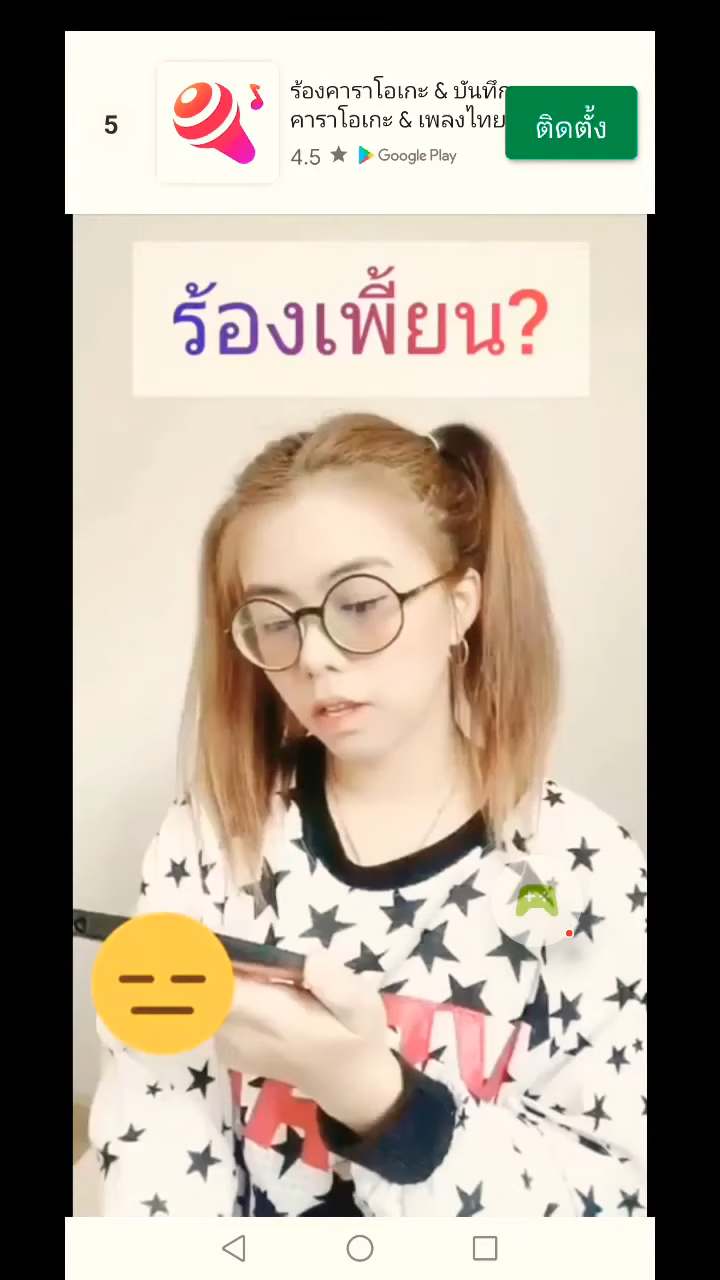 5
ร้องคาราโอเกะ & บันทึก
คาราโอเกะ & เพลงไทย
4.5 ★ Google Play
ติดตั้ง
ร้องเพี้ยน?